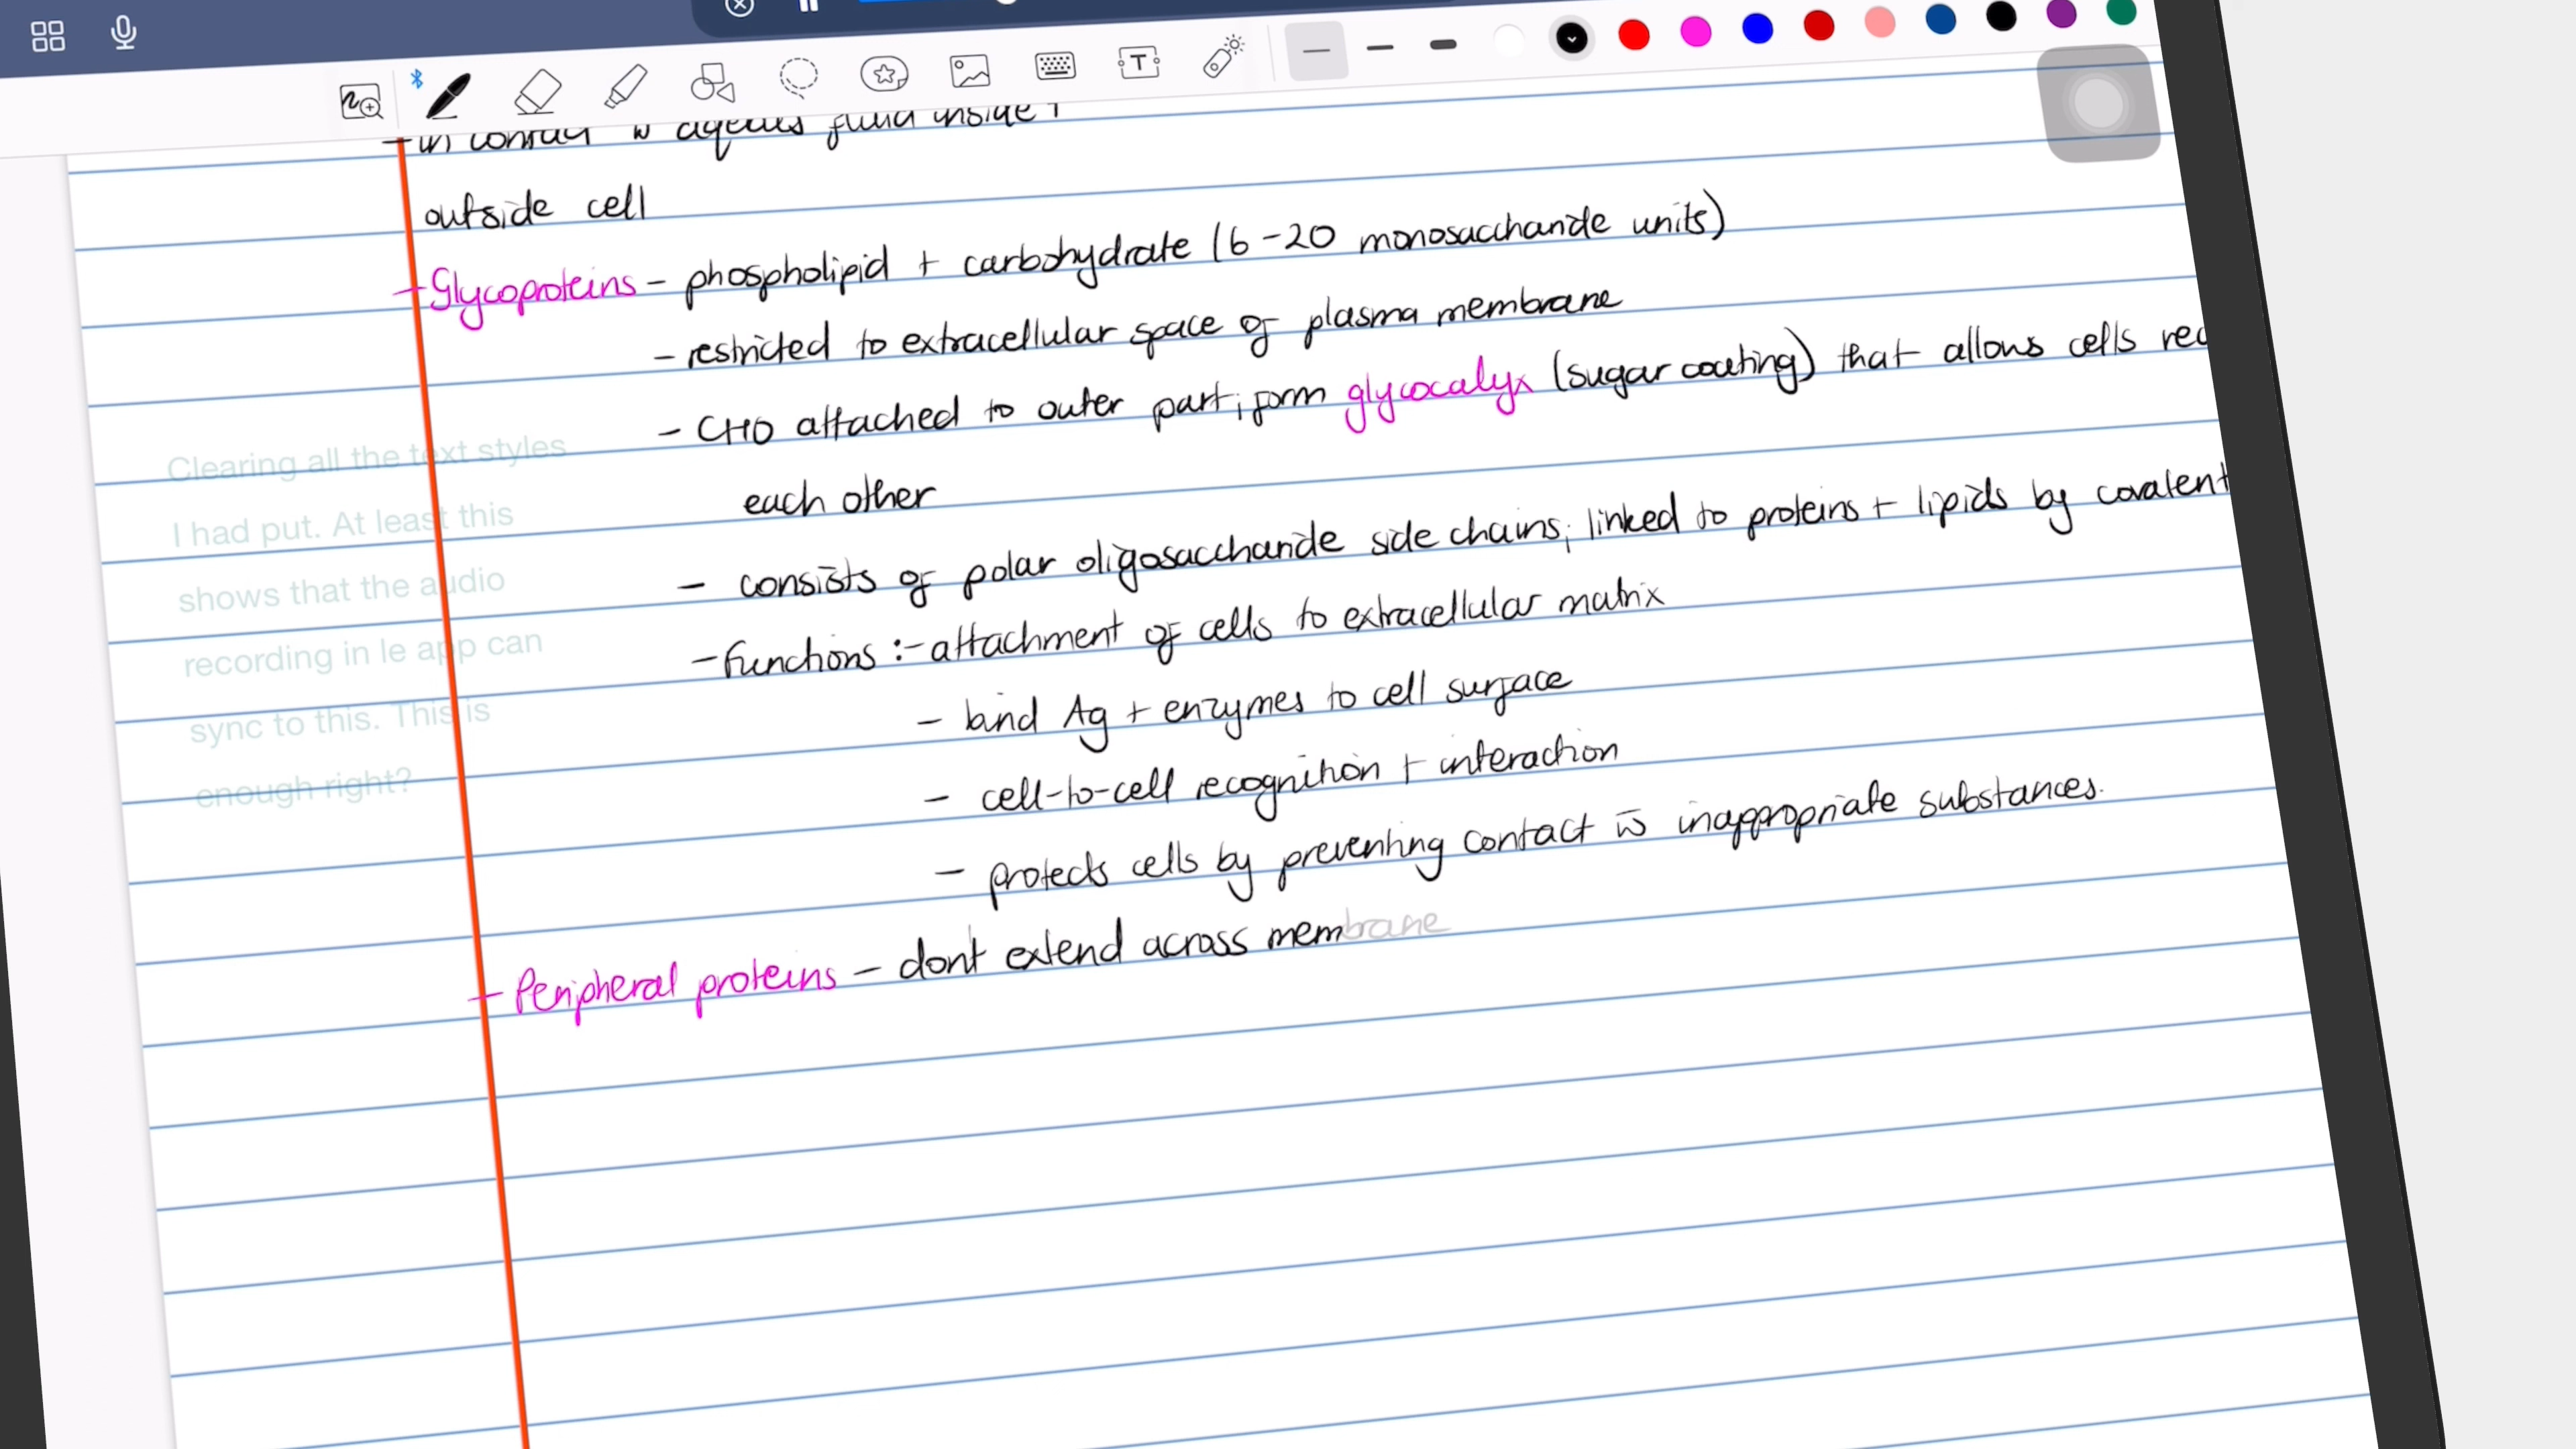 in contact w aqeous fluid inside +
outside cell
- Glycoproteins - phospholipid + carbohydrate (6-20 monosaccharide units)
- restricted to extracellular space of plasma membrane
- CHO attached to outer part; form glycocalyx (sugar coating) that allows cells rec
each other
- consists of polar oligosaccharide side chains; linked to proteins + lipids by covalent
- Functions :- attachment of cells to extracellular matrix
- bind Ag + enzymes to cell surface
- cell-to-cell recognition + interaction
- protects cells by preventing contact w inappropriate substances.
- Peripheral proteins - dont extend across membrane
Clearing all the text styles
I had put. At least this
shows that the audio
recording in le app can
sync to this. This is
enough right?
T